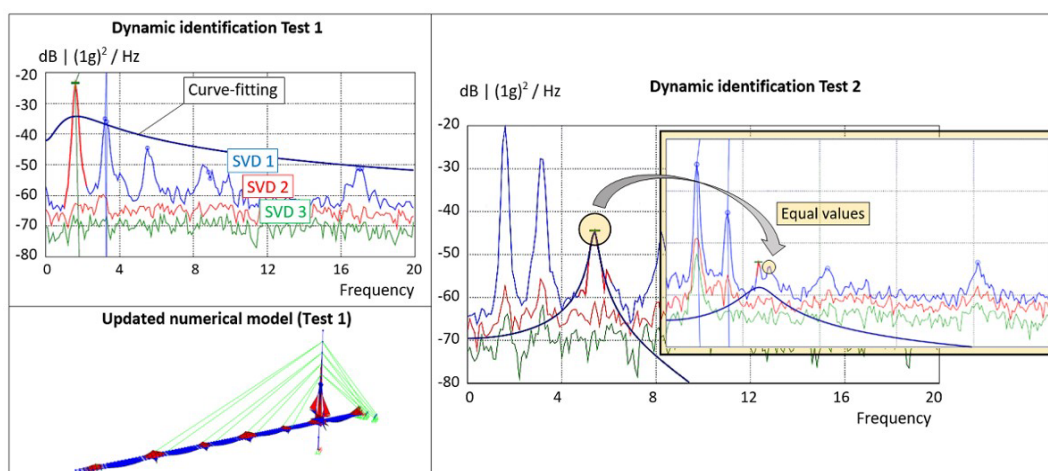 Dynamic identification Test 1
dB | (1g)² / Hz
-20
-30
-40
-50
-60
-70
-80
0
4
8
12
16
20
Frequency
Curve-fitting
SVD 1
SVD 2
SVD 3
Updated numerical model (Test 1)
Dynamic identification Test 2
dB | (1g)² / Hz
-20
-30
-40
-50
-60
-70
-80
0
4
8
12
16
20
Frequency
Equal values